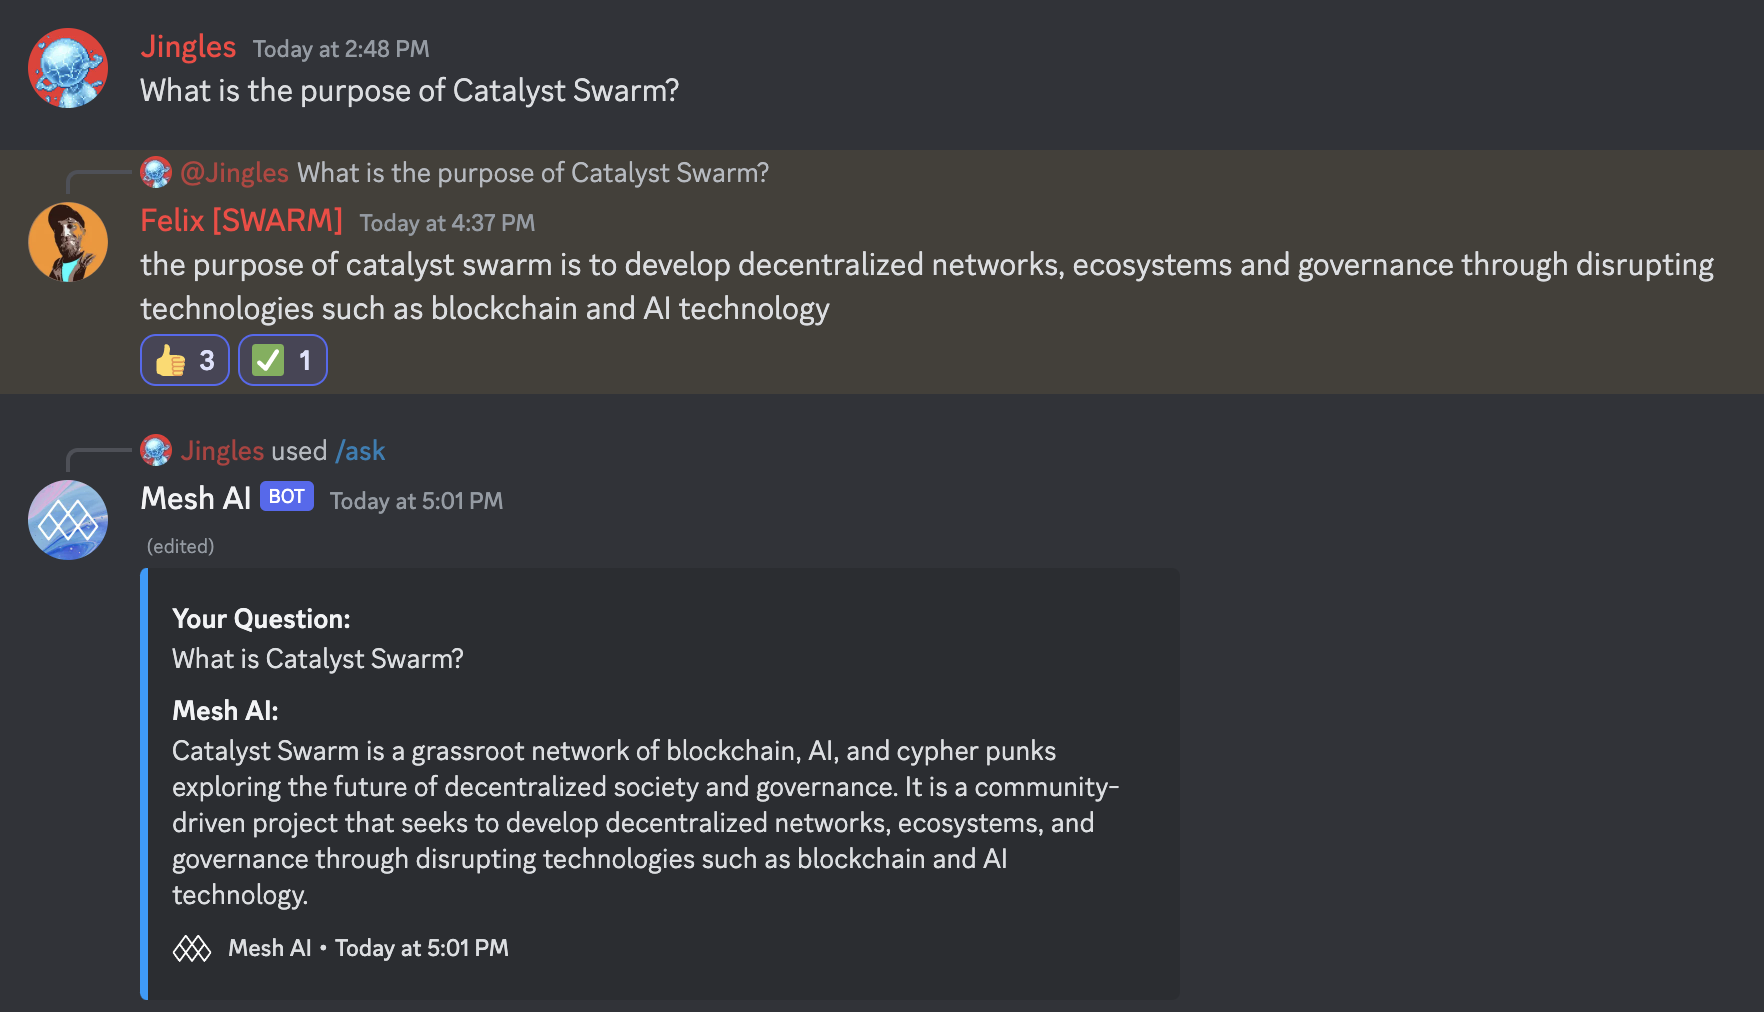 Jingles Today at 2:48 PM
What is the purpose of Catalyst Swarm?
@Jingles What is the purpose of Catalyst Swarm?
Felix [SWARM] Today at 4:37 PM
the purpose of catalyst swarm is to develop decentralized networks, ecosystems and governance through disrupting
technologies such as blockchain and AI technology
3 1
Jingles used /ask
Mesh AI BOT Today at 5:01 PM
(edited)
Your Question:
What is Catalyst Swarm?
Mesh AI:
Catalyst Swarm is a grassroot network of blockchain, AI, and cypher punks
exploring the future of decentralized society and governance. It is a community-
driven project that seeks to develop decentralized networks, ecosystems, and
governance through disrupting technologies such as blockchain and AI
technology.
Mesh AI • Today at 5:01 PM